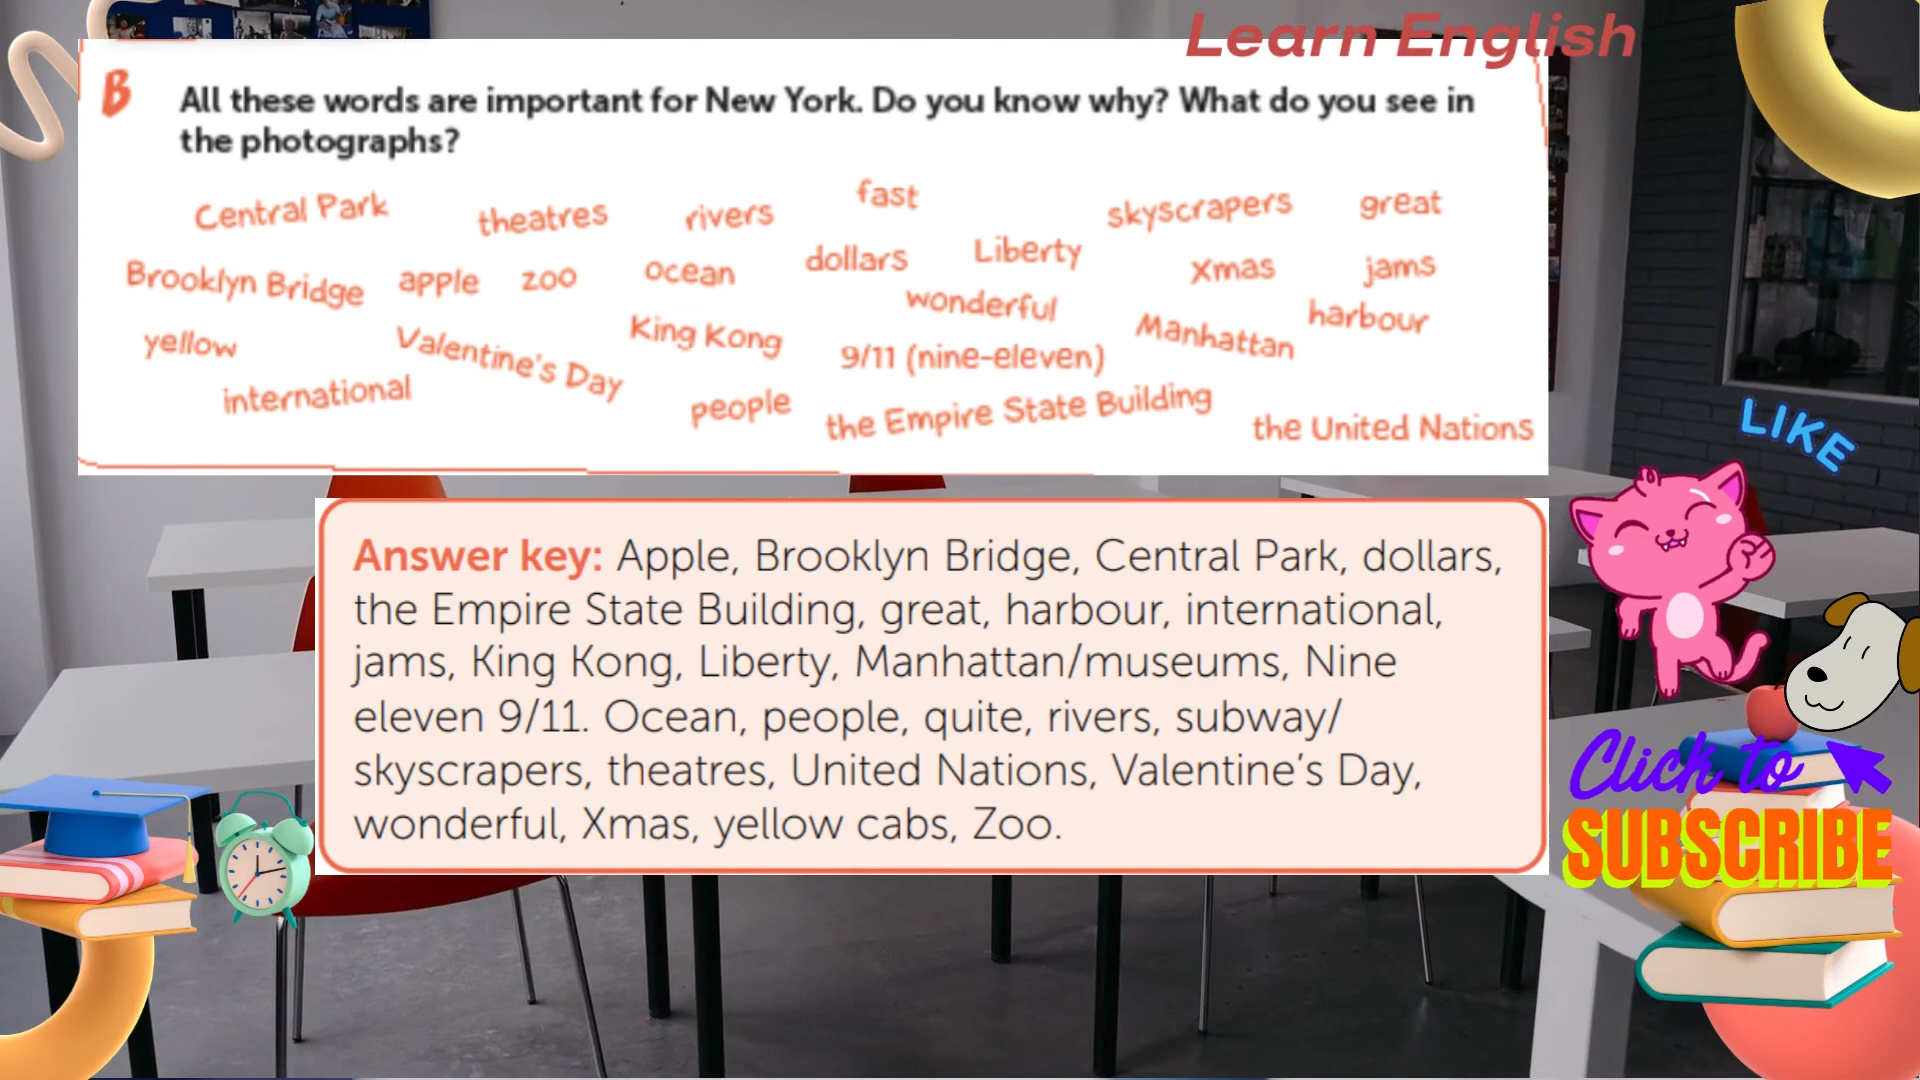 Learn English
B
All these words are important for New York. Do you know why? What do you see in
the photographs?
Central Park theatres rivers fast skyscrapers great
Brooklyn Bridge apple zoo ocean dollars Liberty Xmas jams
yellow Valentine's Day King Kong wonderful Manhattan harbour
9/11 (nine-eleven)
international people the Empire State Building the United Nations
Answer key: Apple, Brooklyn Bridge, Central Park, dollars,
the Empire State Building, great, harbour, international,
jams, King Kong, Liberty, Manhattan/museums, Nine
eleven 9/11. Ocean, people, quite, rivers, subway/
skyscrapers, theatres, United Nations, Valentine’s Day,
wonderful, Xmas, yellow cabs, Zoo.
LIKE
Click to
SUBSCRIBE